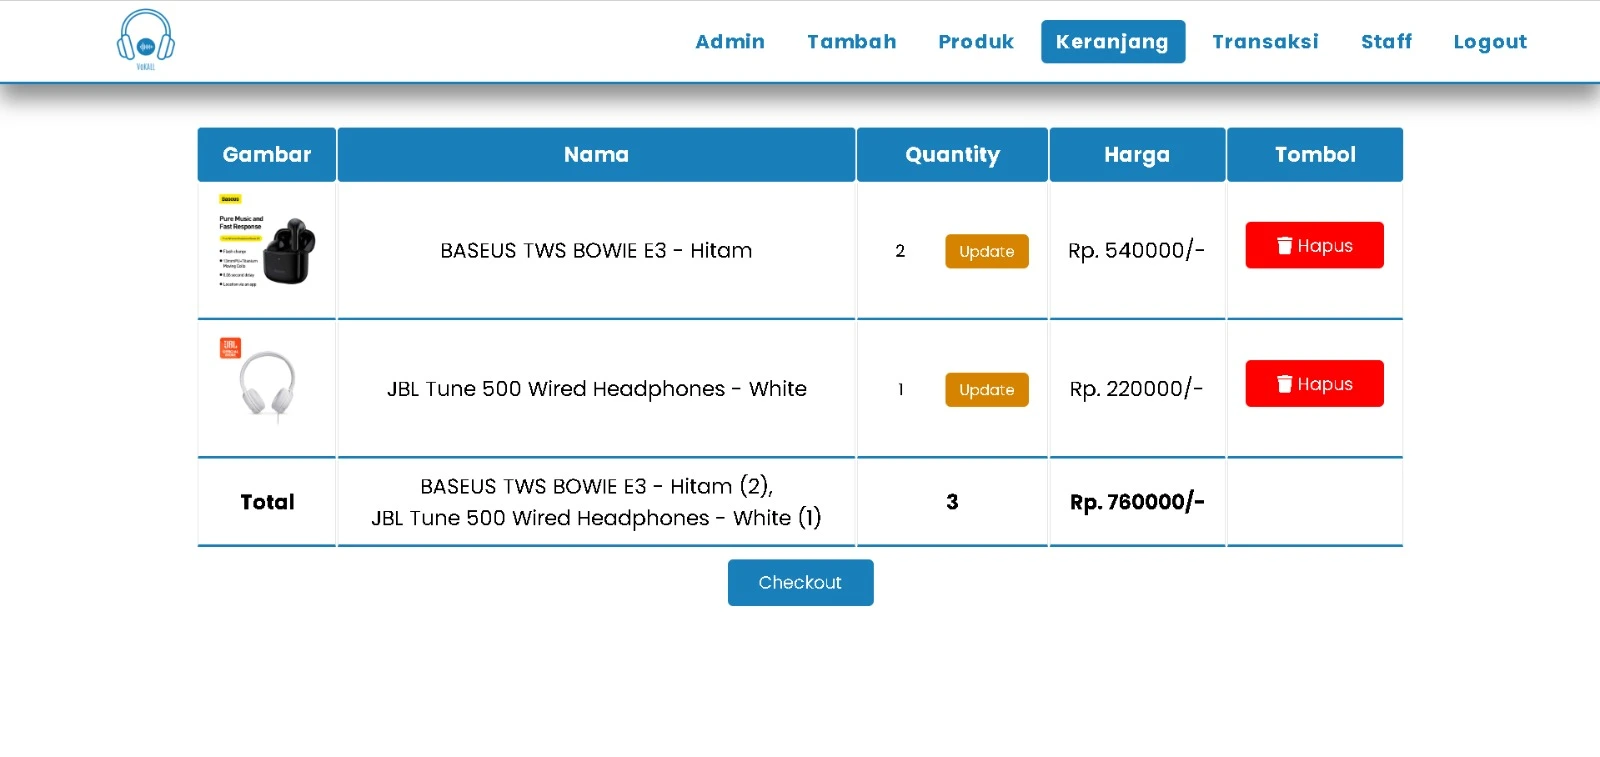 VOKAEL
Admin Tambah Produk Keranjang Transaksi Staff Logout
Gambar Nama Quantity Harga Tombol
Baseus
Pure Music and
Fast Response
BASEUS TWS BOWIE E3 - Hitam 2 Update Rp. 540000/- Hapus
JBL
JBL Tune 500 Wired Headphones - White 1 Update Rp. 220000/- Hapus
Total
BASEUS TWS BOWIE E3 - Hitam (2),
JBL Tune 500 Wired Headphones - White (1)
3 Rp. 760000/-
Checkout